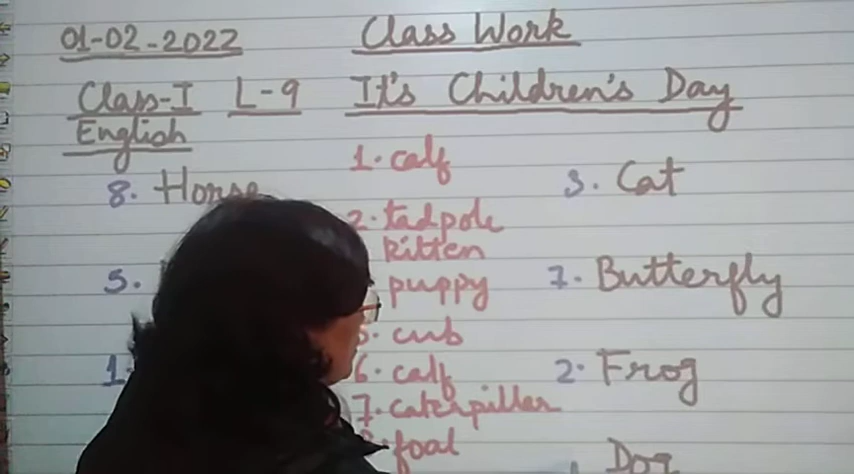 01-02-2022 Class Work
Class-I L-9 It's Children's Day
English
1. calf
8. Horse 3. Cat
2. tadpole
kitten
5. puppy 7. Butterfly
cub
1. 6. calf 2. Frog
7. caterpillar
foal Dog